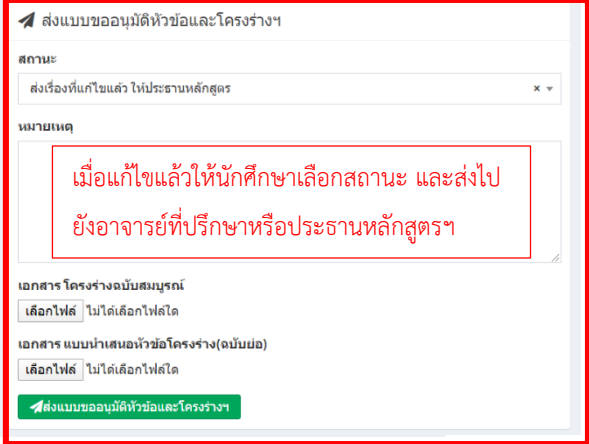 ส่งแบบขออนุมัติหัวข้อและโครงร่างฯ
สถานะ
ส่งเรื่องที่แก้ไขแล้ว ให้ประธานหลักสูตร
× 
หมายเหตุ
เมื่อแก้ไขแล้วให้นักศึกษาเลือกสถานะ และส่งไป
ยังอาจารย์ที่ปรึกษาหรือประธานหลักสูตรฯ
เอกสาร โครงร่างฉบับสมบูรณ์
เลือกไฟล์ ไม่ได้เลือกไฟล์ใด
เอกสาร แบบนำเสนอหัวข้อโครงร่าง(ฉบับย่อ)
เลือกไฟล์ ไม่ได้เลือกไฟล์ใด
ส่งแบบขออนุมัติหัวข้อและโครงร่างฯ